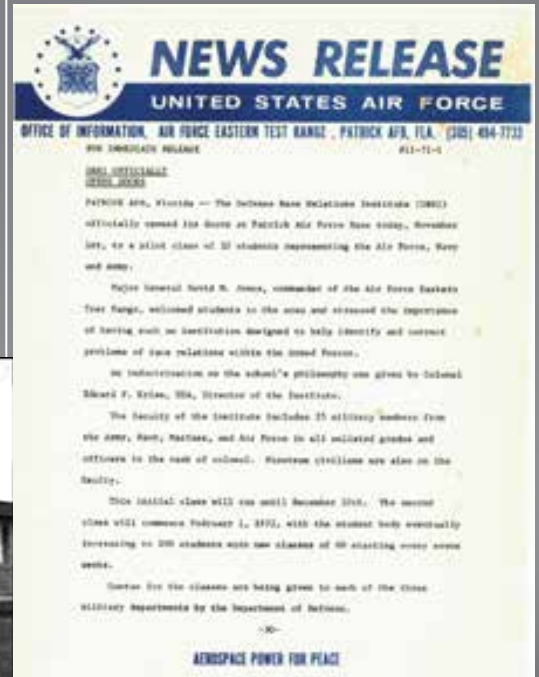 NEWS RELEASE
UNITED STATES AIR FORCE
OFFICE OF INFORMATION, AIR FORCE EASTERN TEST RANGE . PATRICK AFB, FLA. (305) 494-7733
FOR IMMEDIATE RELEASE #11-71-1
DRRI OFFICIALLY
OPENS DOORS
PATRICK AFB, Florida -- The Defense Race Relations Institute (DRRI)
officially opened its doors at Patrick Air Force Base today, November
1st, to a pilot class of students representing the Air Force, Navy
and Army.
Major General David M. Jones, commander of the Air Force Eastern
Test Range, welcomed students to the area and stressed the importance
of having such an institution designed to help identify and correct
problems of race relations within the Armed Forces.
An indoctrination on the school's philosophy was given by Colonel
Edward F. Krise, USA, Director of the Institute.
The faculty of the institute includes military members from
the Army, Navy, Marines, and Air Force in all enlisted grades and
officers to the rank of colonel. Nineteen civilians are also on the
faculty.
This initial class will run until December The second
class will commence February 1, 1972, with the student body eventually
increasing to 200 students with new classes of starting every seven
weeks.
Quotas for the classes are being given to each of the three
military departments by the Department of Defense.
-30-
AEROSPACE POWER FOR PEACE